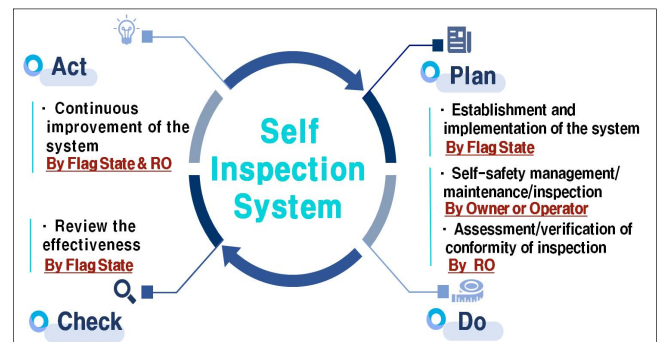 Act
· Continuous
improvement of the
system
By Flag State & RO
· Review the
effectiveness
By Flag State
Check
Self
Inspection
System
Plan
· Establishment and
implementation of the system
By Flag State
· Self-safety management/
maintenance/inspection
By Owner or Operator
· Assessment/verification of
conformity of inspection
By RO
Do